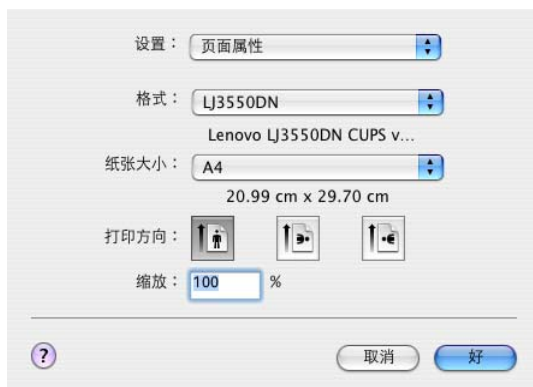 设置： 页面属性
格式： LJ3550DN
Lenovo LJ3550DN CUPS v...
纸张大小： A4
20.99 cm x 29.70 cm
打印方向：
缩放： 100 %
? 取消 好